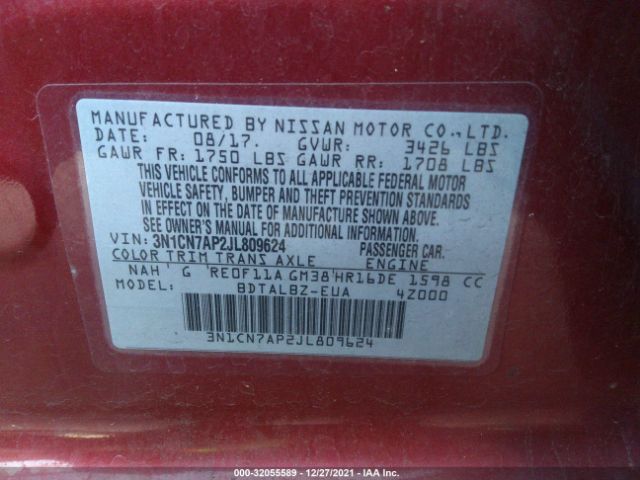 MANUFACTURED BY NISSAN MOTOR CO.,LTD.
DATE: 08/17. GVWR: 3426 LBS
GAWR FR: 1750 LBS GAWR RR: 1708 LBS
THIS VEHICLE CONFORMS TO ALL APPLICABLE FEDERAL MOTOR
VEHICLE SAFETY, BUMPER AND THEFT PREVENTION STANDARDS
IN EFFECT ON THE DATE OF MANUFACTURE SHOWN ABOVE.
SEE OWNER'S MANUAL FOR ADDITIONAL INFORMATION.
VIN: 3N1CN7AP2JL809624 PASSENGER CAR.
COLOR TRIM TRANS AXLE ENGINE
NAH G RE0F11A GM38 HR16DE 1598 CC
MODEL: BDTALBZ-EUA 4Z000
3N1CN7AP2JL809624
000-32055589 - 12/27/2021 - IAA Inc.